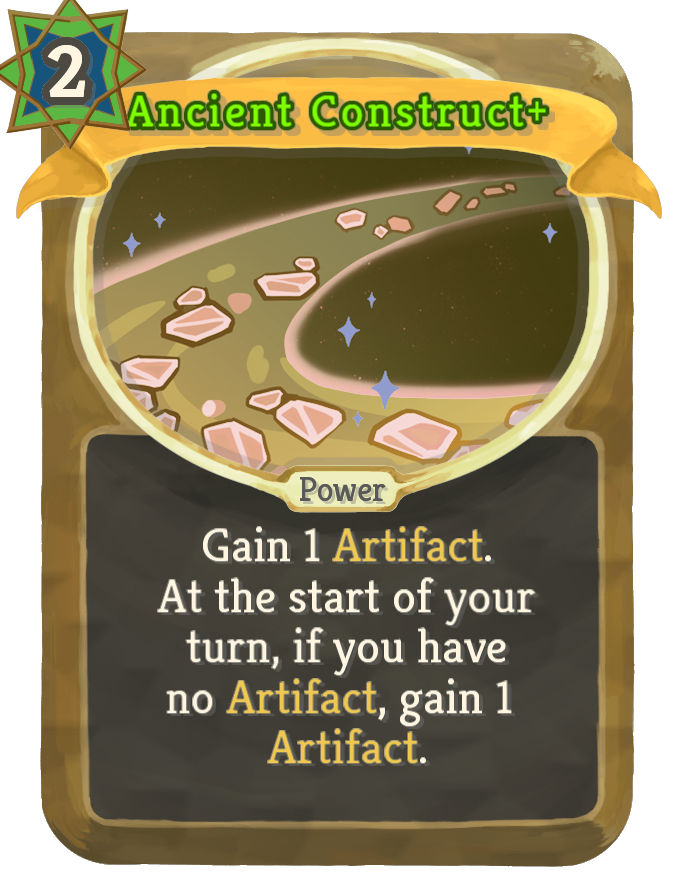 2
Ancient Construct+
Power
Gain 1 Artifact.
At the start of your
turn, if you have
no Artifact, gain 1
Artifact.